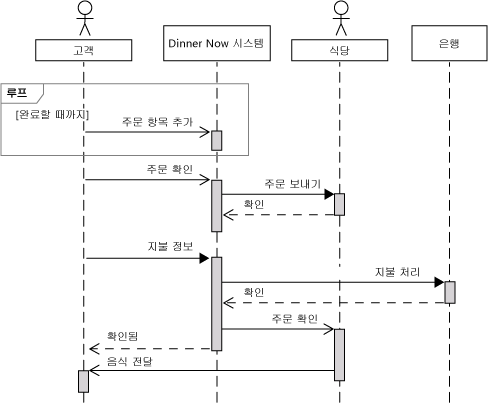 고객
Dinner Now 시스템
식당
은행
루프
[완료할 때까지]
주문 항목 추가
주문 확인
주문 보내기
확인
지불 정보
지불 처리
확인
주문 확인
확인됨
음식 전달